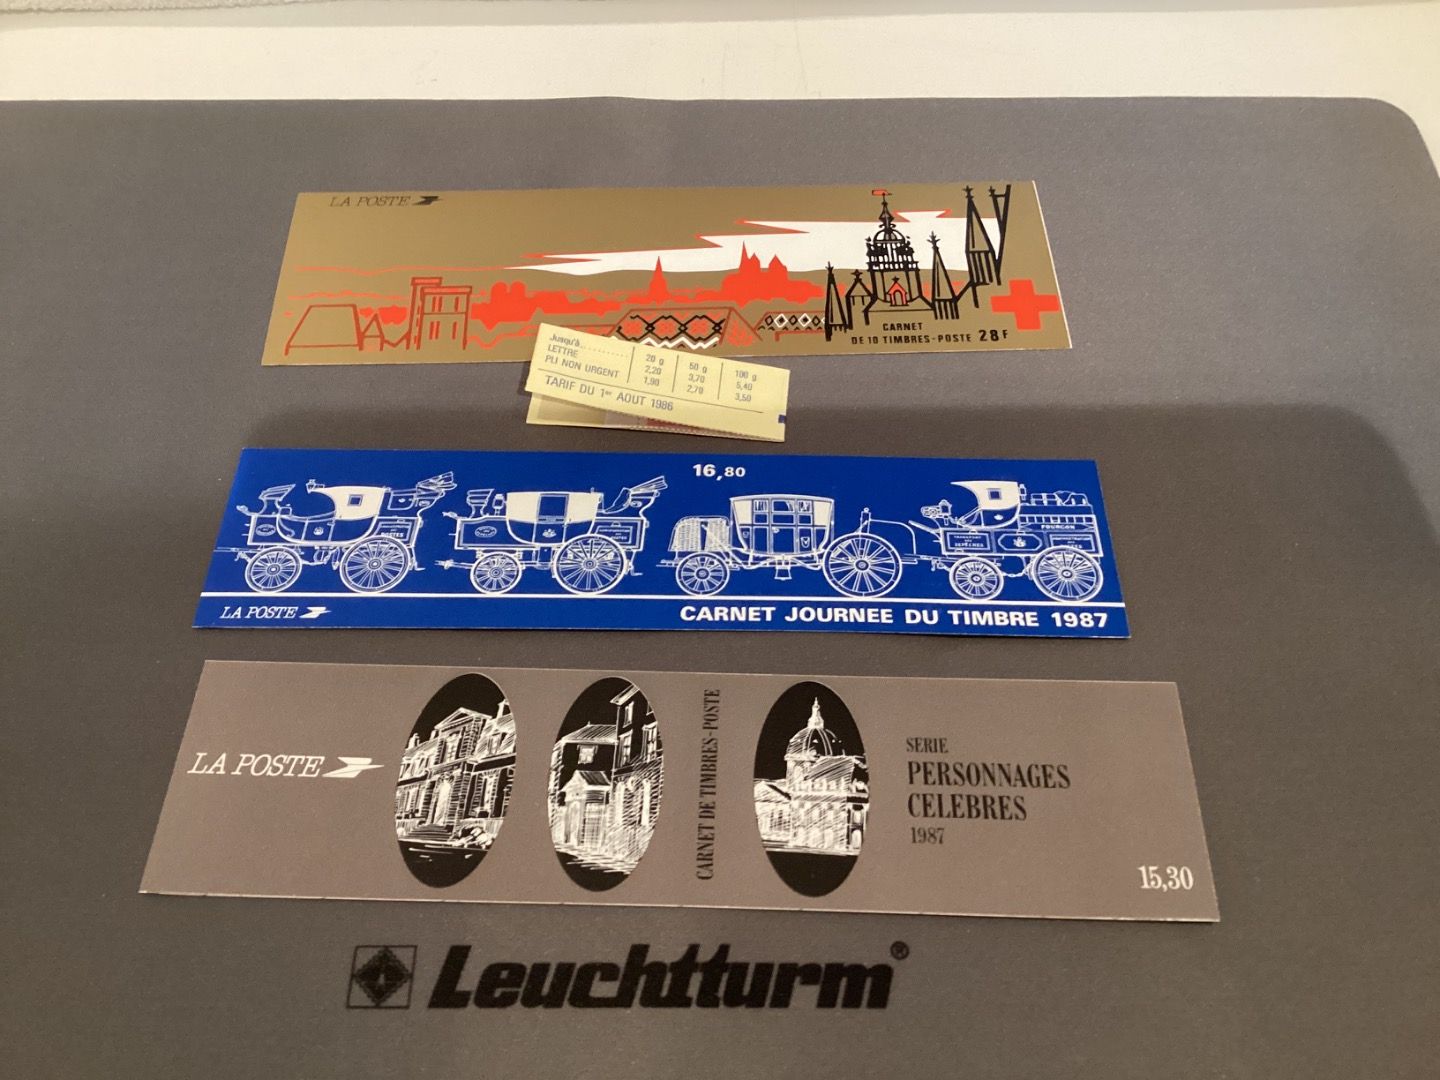 LA POSTE
CARNET
DE 10 TIMBRES-POSTE 28F
Jusqu'à..........
20 g
50 g
100 g
LETTRE
2,20
3,70
5,40
PLI NON URGENT
1,90
2,70
3,50
TARIF DU 1er AOUT 1986
16,80
POSTES
FOURGON
LA POSTE
CARNET JOURNEE DU TIMBRE 1987
LA POSTE
CARNET DE TIMBRES-POSTE
SERIE
PERSONNAGES
CELEBRES
1987
15,30
Leuchtturm®